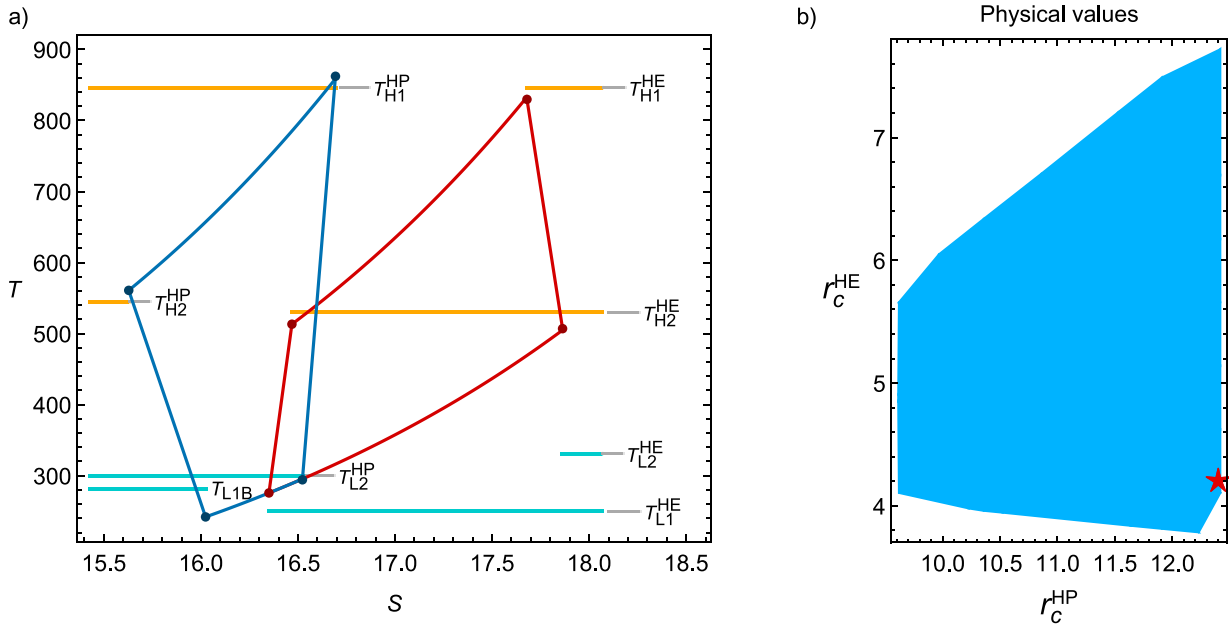 a)
900
800
700
600
500
400
300
T
15.5 16.0 16.5 17.0 17.5 18.0 18.5
S
T_H1^HP
T_H1^HE
T_H2^HP
T_H2^HE
T_L2^HE
T_L2^HP
T_L1B
T_L1^HE
b)
Physical values
7
6
5
4
r_c^HE
10.0 10.5 11.0 11.5 12.0
r_c^HP